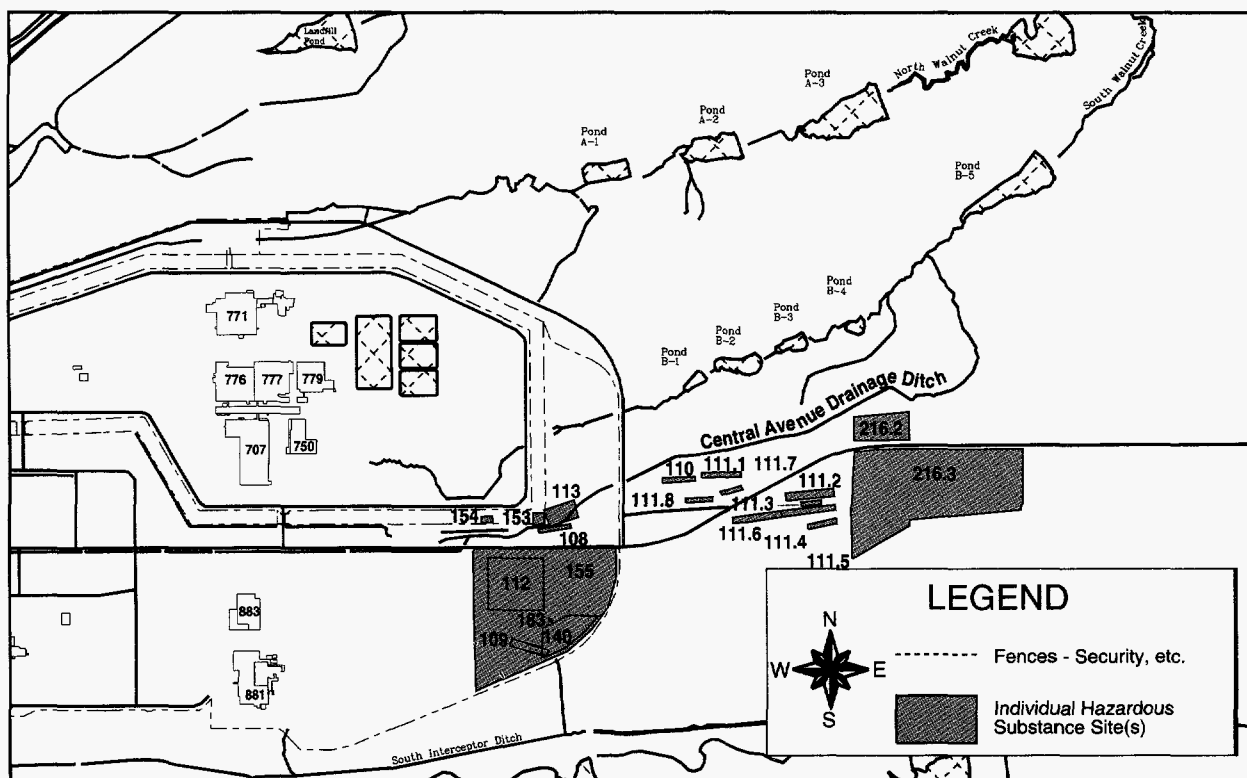 Landfill
Pond
North Walnut Creek
South Walnut Creek
Pond
A-3
Pond
A-2
Pond
A-1
Pond
B-5
Pond
B-4
Pond
B-3
Pond
B-2
Pond
B-1
771
776
777
779
707
750
Central Avenue Drainage Ditch
216.2
216.3
110
111.1
111.7
111.2
111.8
111.3
111.6
111.4
111.5
113
154
153
108
155
112
183
140
109
883
881
South Interceptor Ditch
LEGEND
N
W
E
S
Fences - Security, etc.
Individual Hazardous
Substance Site(s)